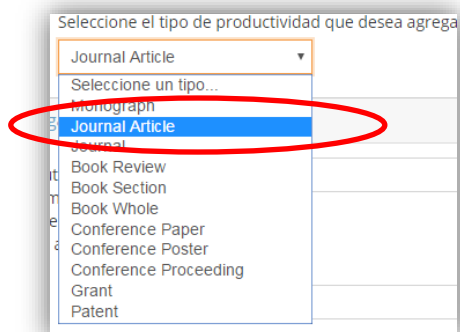 Seleccione el tipo de productividad que desea agrega
Journal Article
Seleccione un tipo...
Monograph
Journal Article
Journal
Book Review
Book Section
Book Whole
Conference Paper
Conference Poster
Conference Proceeding
Grant
Patent